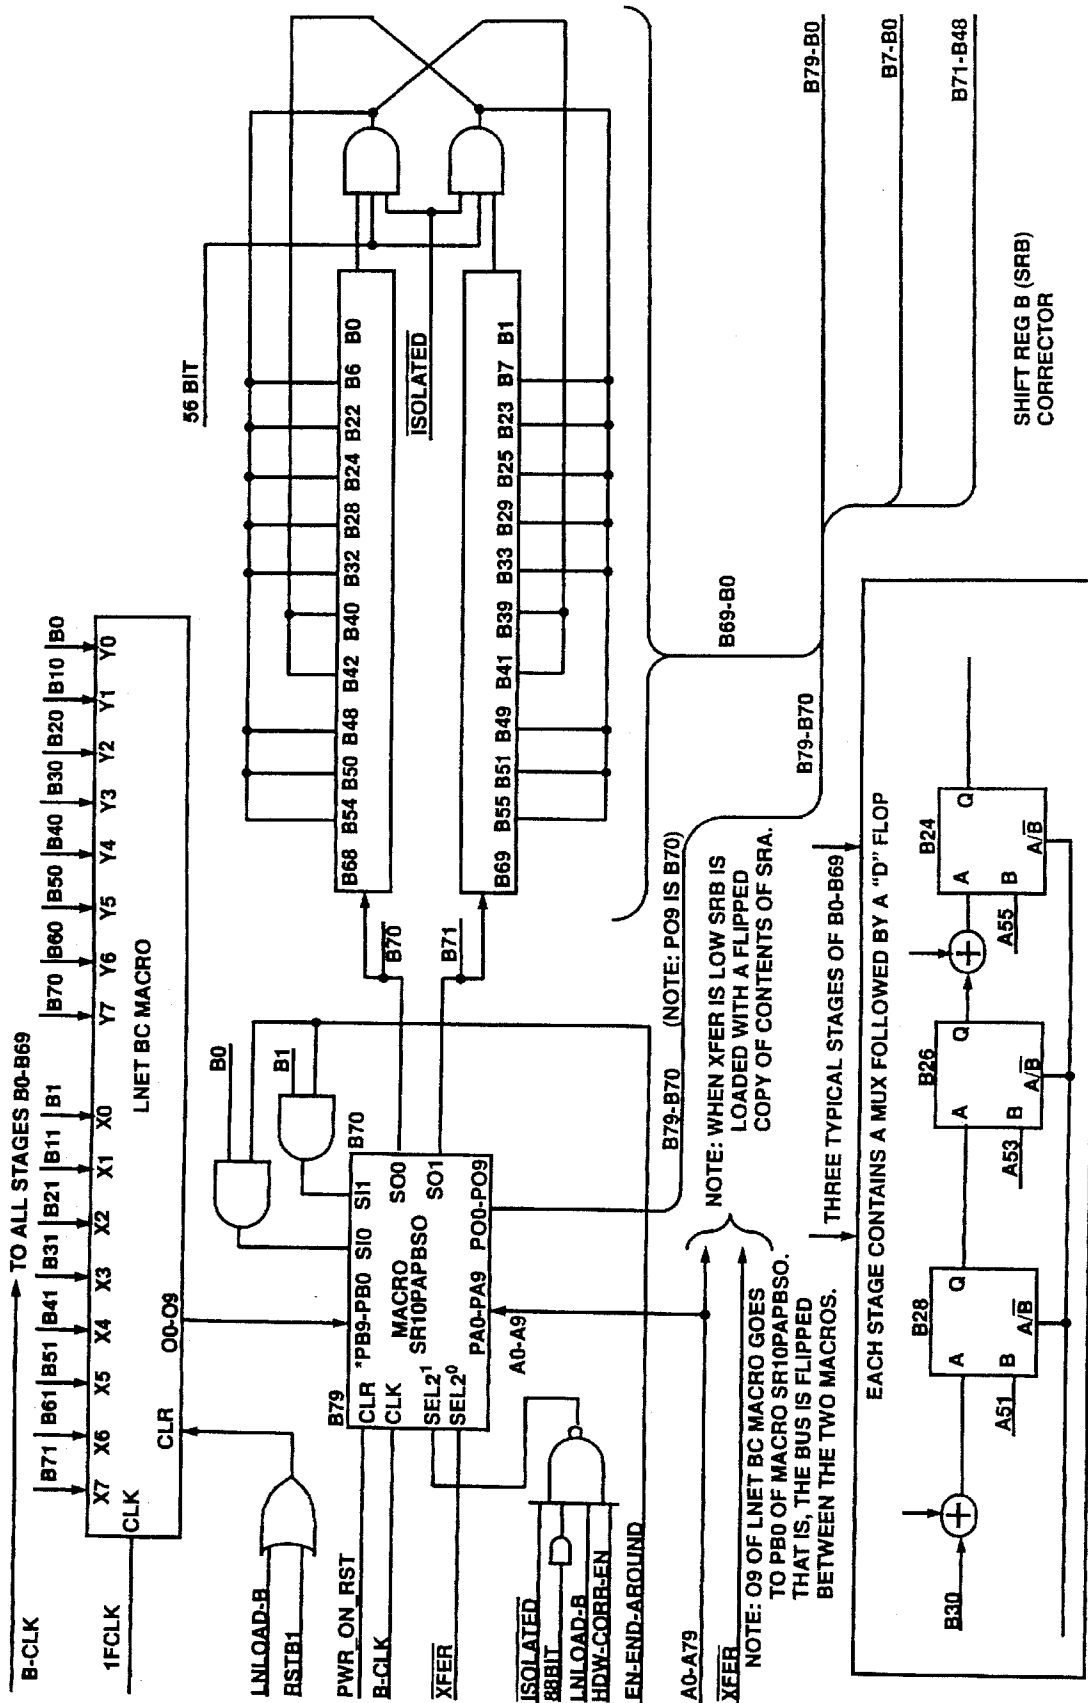 B-CLK
TO ALL STAGES B0-B69
B71 B61 B51 B41 B31 B21 B11 B1
B70 B60 B50 B40 B30 B20 B10 B0
X7 X6 X5 X4 X3 X2 X1 X0
Y7 Y6 Y5 Y4 Y3 Y2 Y1 Y0
LNET BC MACRO
1FCLK
CLK
CLR
O0-O9
LNLOAD-B
RSTB1
PWR_ON_RST
B-CLK
XFER
B0
B1
B79
B70
*PB9-PB0 SI0 SI1
CLR
CLK
MACRO
SR10PAPBSO
SO0
SO1
SEL2¹
SEL2⁰
PA0-PA9 PO0-PO9
A0-A9
B70
B71
56 BIT
B68 B54 B50 B48 B42 B40 B32 B28 B24 B22 B6 B0
ISOLATED
B69 B55 B51 B49 B41 B39 B33 B29 B25 B23 B7 B1
ISOLATED
88BIT
LNLOAD-B
HDW-CORR-EN
EN-END-AROUND
B79-B70 (NOTE: PO9 IS B70)
B69-B0
B79-B70
B79-B0
B7-B0
B71-B48
A0-A79
XFER
NOTE: WHEN XFER IS LOW SRB IS
LOADED WITH A FLIPPED
COPY OF CONTENTS OF SRA.
NOTE: O9 OF LNET BC MACRO GOES
TO PB0 OF MACRO SR10PAPBSO.
THAT IS, THE BUS IS FLIPPED
BETWEEN THE TWO MACROS.
THREE TYPICAL STAGES OF B0-B69
EACH STAGE CONTAINS A MUX FOLLOWED BY A "D" FLOP
B28
B26
B24
B30
A Q
A Q
A Q
A51
B
A/B̅
A53
B
A/B̅
A55
B
A/B̅
SHIFT REG B (SRB)
CORRECTOR